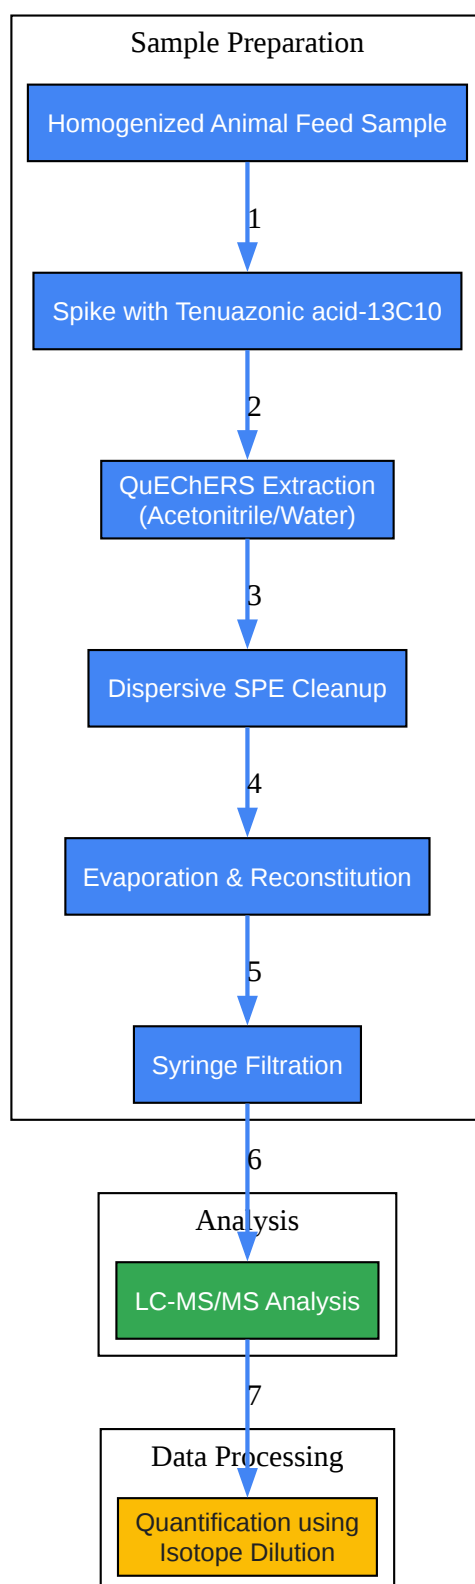 Sample Preparation
Homogenized Animal Feed Sample
1
Spike with Tenuazonic acid-13C10
2
QuEChERS Extraction
(Acetonitrile/Water)
3
Dispersive SPE Cleanup
4
Evaporation & Reconstitution
5
Syringe Filtration
6
Analysis
LC-MS/MS Analysis
7
Data Processing
Quantification using
Isotope Dilution